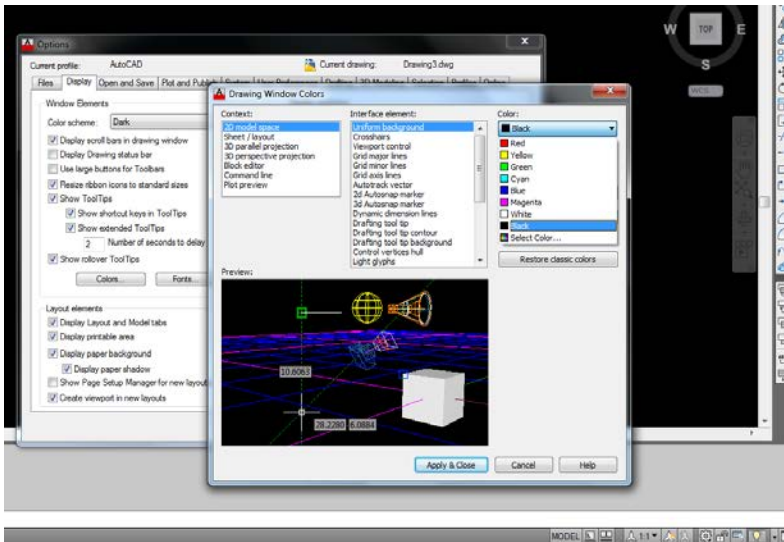 Options
Current profile: AutoCAD Current drawing: Drawing3.dwg
Files Display Open and Save Plot and Publish
Window Elements
Color scheme: Dark
Display scroll bars in drawing window
Display Drawing status bar
Use large buttons for Toolbars
Resize ribbon icons to standard sizes
Show ToolTips
Show shortcut keys in ToolTips
Show extended ToolTips
2 Number of seconds to delay
Show rollover ToolTips
Colors... Fonts...
Layout elements
Display Layout and Model tabs
Display printable area
Display paper background
Display paper shadow
Show Page Setup Manager for new layout
Create viewport in new layouts
Drawing Window Colors
Context:
2D model space
Sheet / layout
3D parallel projection
3D perspective projection
Block editor
Command line
Plot preview
Interface element:
Uniform background
Crosshairs
Viewport control
Grid major lines
Grid minor lines
Grid axis lines
Autotrack vector
2d Autosnap marker
3d Autosnap marker
Dynamic dimension lines
Drafting tool tip
Drafting tool tip contour
Drafting tool tip background
Control vertices hull
Light glyphs
Color:
Black
Red
Yellow
Green
Cyan
Blue
Magenta
White
Black
Select Color...
Restore classic colors
Preview:
10.6063
28.2280 6.0884
Apply & Close Cancel Help
W TOP E
S
WCS
MODEL 1:1